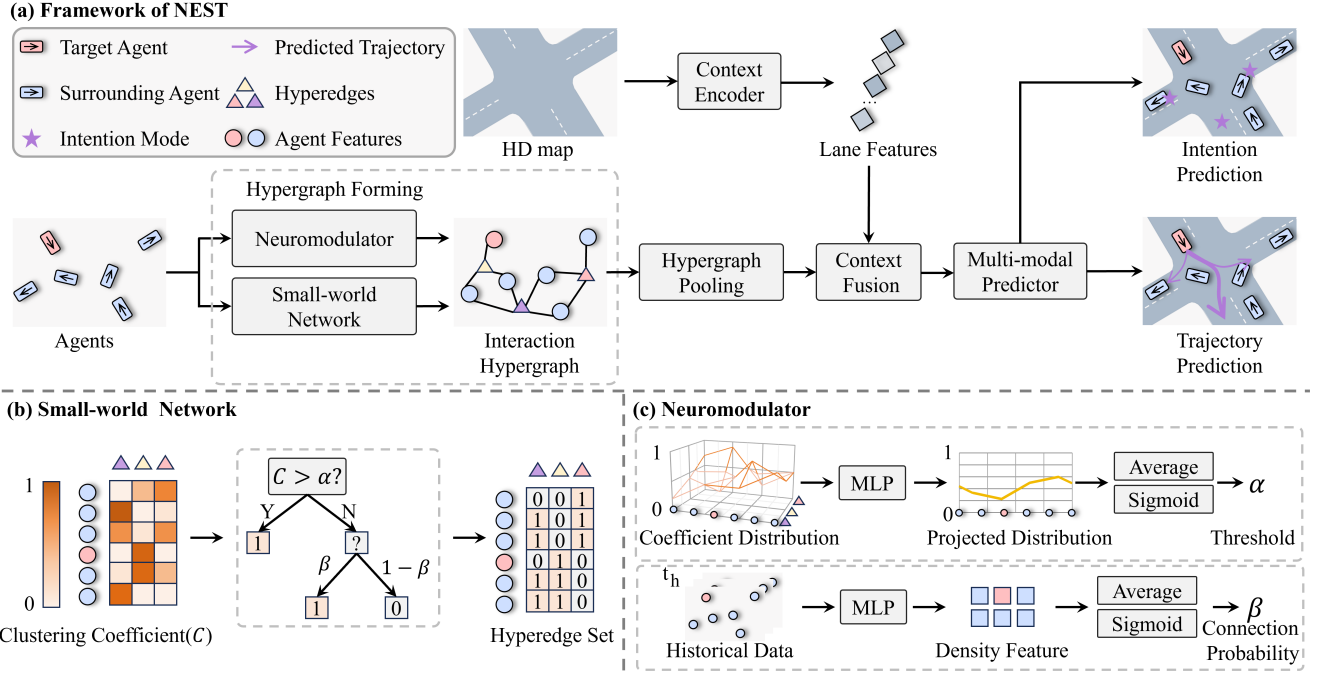 (a) Framework of NEST
Target Agent
Predicted Trajectory
Surrounding Agent
Hyperedges
Intention Mode
Agent Features
HD map
Context
Encoder
...
Lane Features
Intention
Prediction
Hypergraph Forming
Agents
Neuromodulator
Small-world
Network
Interaction
Hypergraph
Hypergraph
Pooling
Context
Fusion
Multi-modal
Predictor
Trajectory
Prediction
(b) Small-world Network
1
0
Clustering Coefficient(C)
C > α?
Y N
1 ?
β 1 − β
1 0
0 0 1
1 0 1
1 0 1
0 1 0
1 1 0
1 1 0
Hyperedge Set
(c) Neuromodulator
1
0
Coefficient Distribution
MLP
1
0
Projected Distribution
Average
Sigmoid
α
Threshold
th
Historical Data
MLP
Density Feature
Average
Sigmoid
β
Connection
Probability